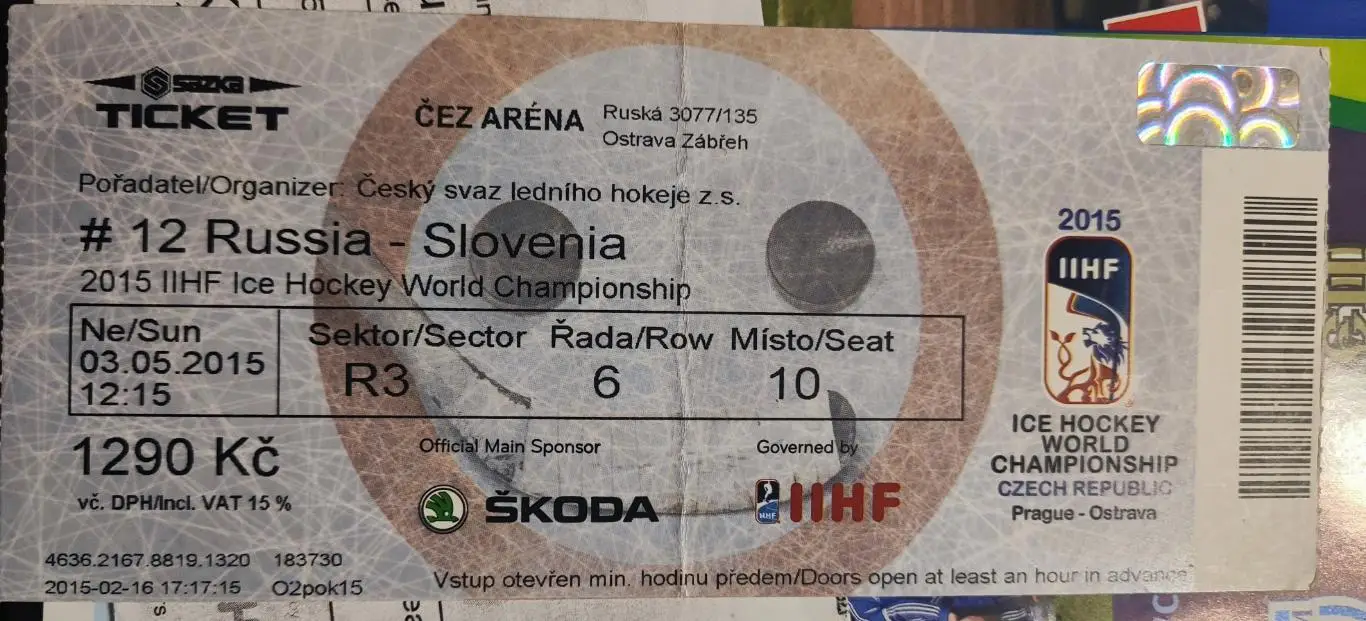 SAZKA
TICKET
ČEZ ARÉNA
Ruská 3077/135
Ostrava Zábřeh
Pořadatel/Organizer: Český svaz ledního hokeje z.s.
# 12 Russia - Slovenia
2015 IIHF Ice Hockey World Championship
Ne/Sun
03.05.2015
12:15
Sektor/Sector
R3
Řada/Row
6
Místo/Seat
10
1290 Kč
vč. DPH/Incl. VAT 15 %
Official Main Sponsor
ŠKODA
Governed by
IIHF
IIHF
4636.2167.8819.1320 183730
2015-02-16 17:17:15 O2pok15
Vstup otevřen min. hodinu předem/Doors open at least an hour in advance
2015
IIHF
ICE HOCKEY
WORLD
CHAMPIONSHIP
CZECH REPUBLIC
Prague - Ostrava